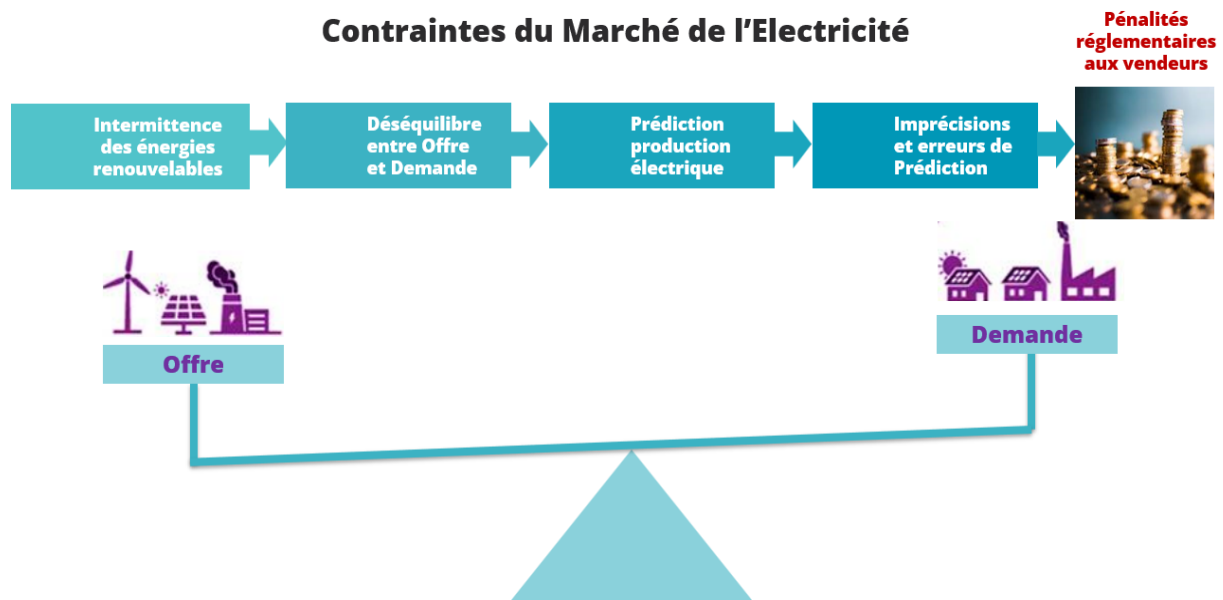 Contraintes du Marché de l’Electricité
Pénalités
réglementaires
aux vendeurs
Intermittence
des énergies
renouvelables
Déséquilibre
entre Offre
et Demande
Prédiction
production
électrique
Imprécisions
et erreurs de
Prédiction
Offre
Demande